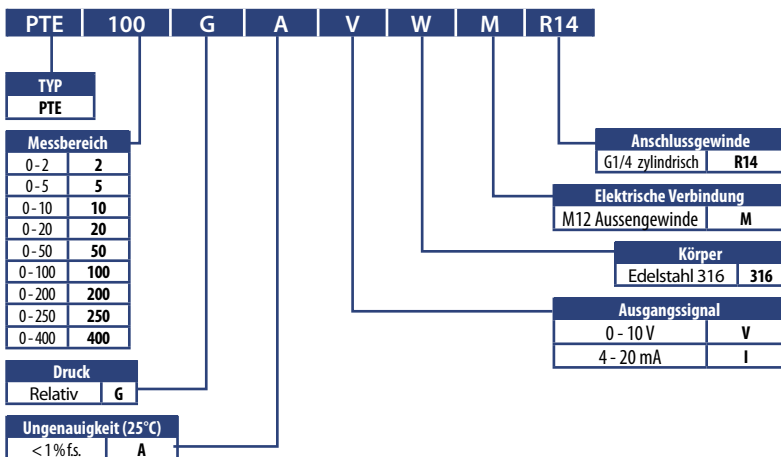 PTE 100 G A V W M R14
TYP
PTE
Messbereich
0-2 2
0-5 5
0-10 10
0-20 20
0-50 50
0-100 100
0-200 200
0-250 250
0-400 400
Druck
Relativ G
Ungenauigkeit (25°C)
<1%f.s. A
Anschlussgewinde
G1/4 zylindrisch R14
Elektrische Verbindung
M12 Aussengewinde M
Körper
Edelstahl 316 316
Ausgangssignal
0 - 10 V V
4 - 20 mA I